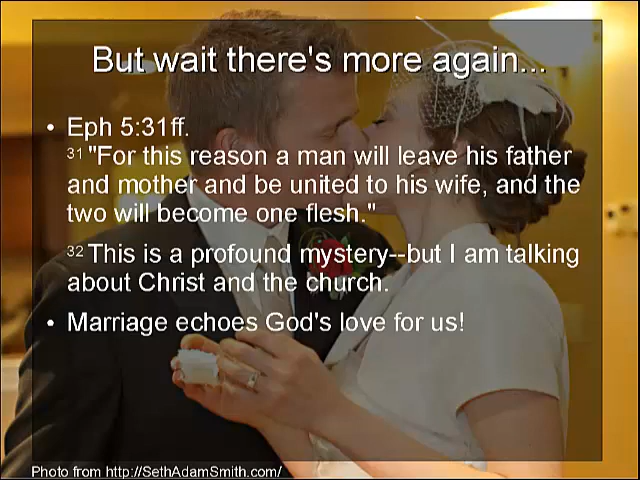 But wait there's more again...
• Eph 5:31ff.
31 "For this reason a man will leave his father
and mother and be united to his wife, and the
two will become one flesh."
32 This is a profound mystery--but I am talking
about Christ and the church.
• Marriage echoes God's love for us!
Photo from http://SethAdamSmith.com/